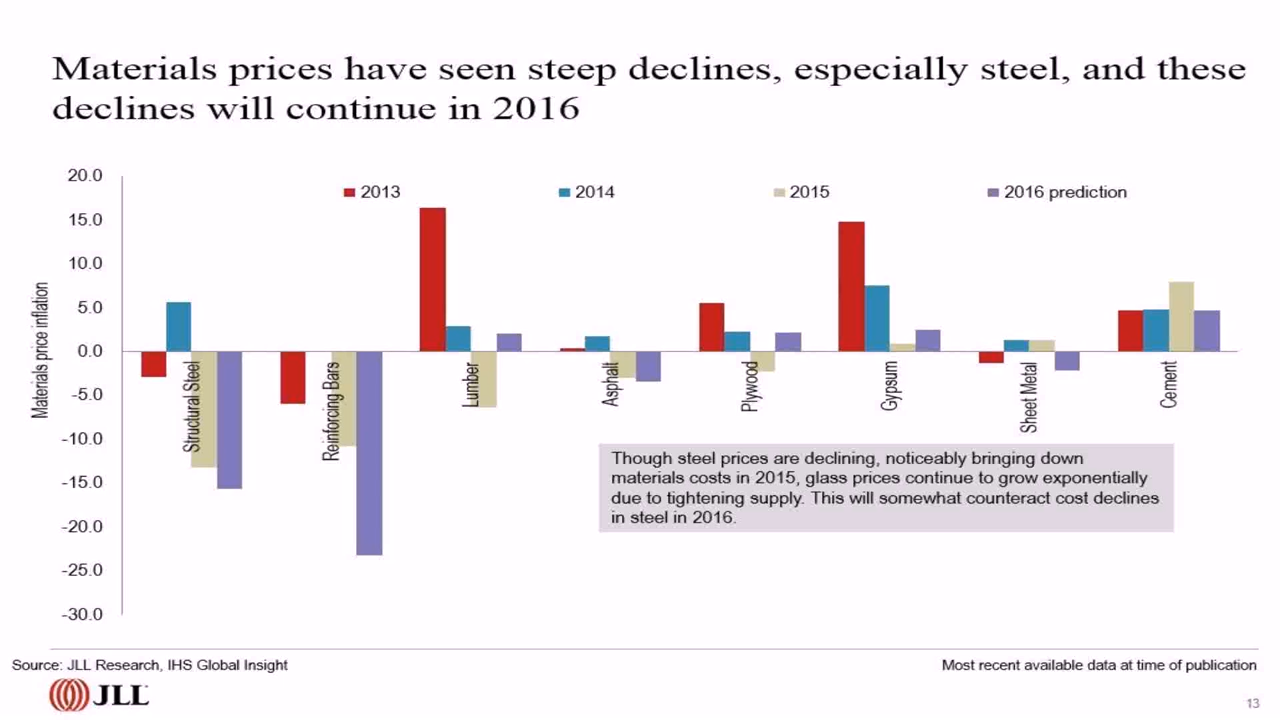 Materials prices have seen steep declines, especially steel, and these
declines will continue in 2016
20.0
15.0
10.0
5.0
0.0
-5.0
-10.0
-15.0
-20.0
-25.0
-30.0
Materials price inflation
2013
2014
2015
2016 prediction
Structural Steel
Reinforcing Bars
Lumber
Asphalt
Plywood
Gypsum
Sheet Metal
Cement
Though steel prices are declining, noticeably bringing down
materials costs in 2015, glass prices continue to grow exponentially
due to tightening supply. This will somewhat counteract cost declines
in steel in 2016.
Source: JLL Research, IHS Global Insight
Most recent available data at time of publication
JLL
13